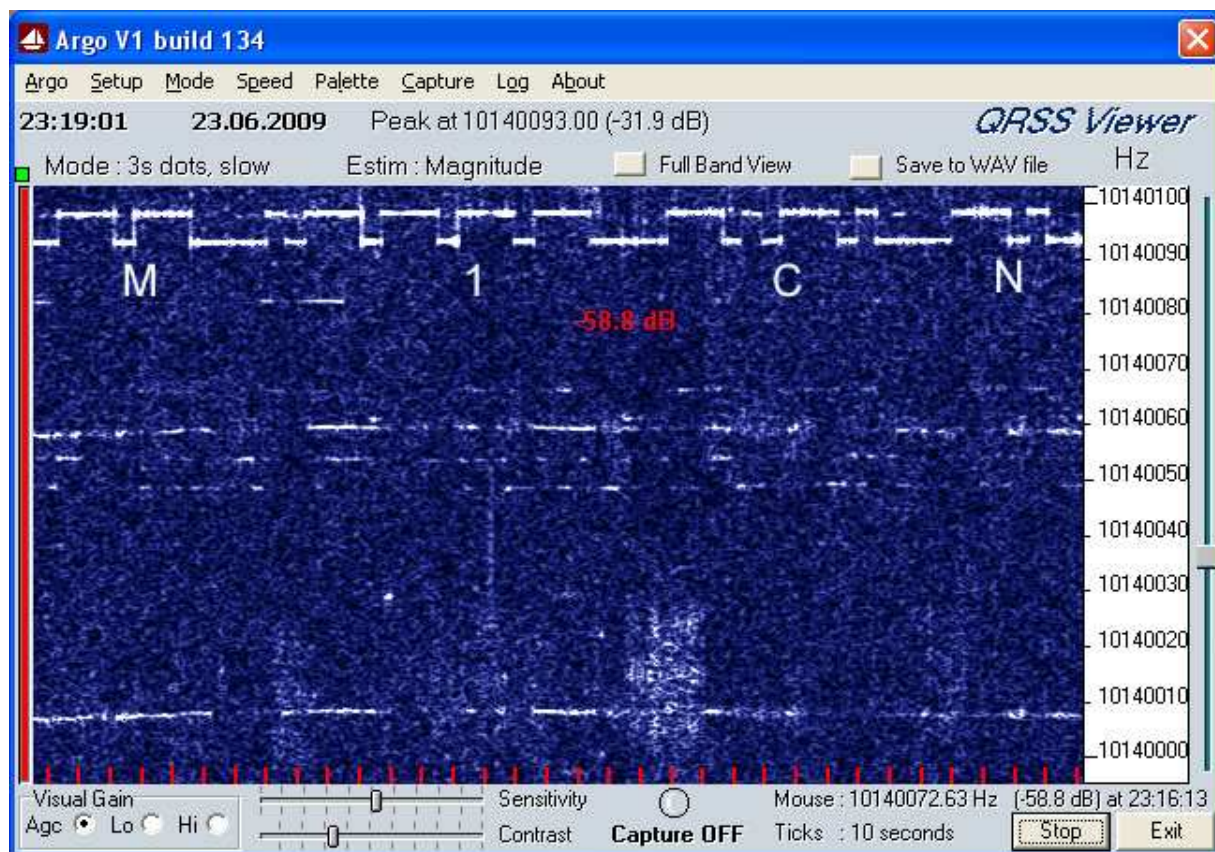 Argo V1 build 134
Argo Setup Mode Speed Palette Capture Log About
23:19:01 23.06.2009 Peak at 10140093.00 (-31.9 dB) QRSS Viewer
Mode : 3s dots, slow Estim : Magnitude Full Band View Save to WAV file Hz
10140100
10140090
M 1 C N
10140080
-58.8 dB
10140070
10140060
10140050
10140040
10140030
10140020
10140010
10140000
Visual Gain Sensitivity Mouse : 10140072.63 Hz (-58.8 dB) at 23:16:13
Agc Lo Hi Contrast Capture OFF Ticks : 10 seconds Stop Exit